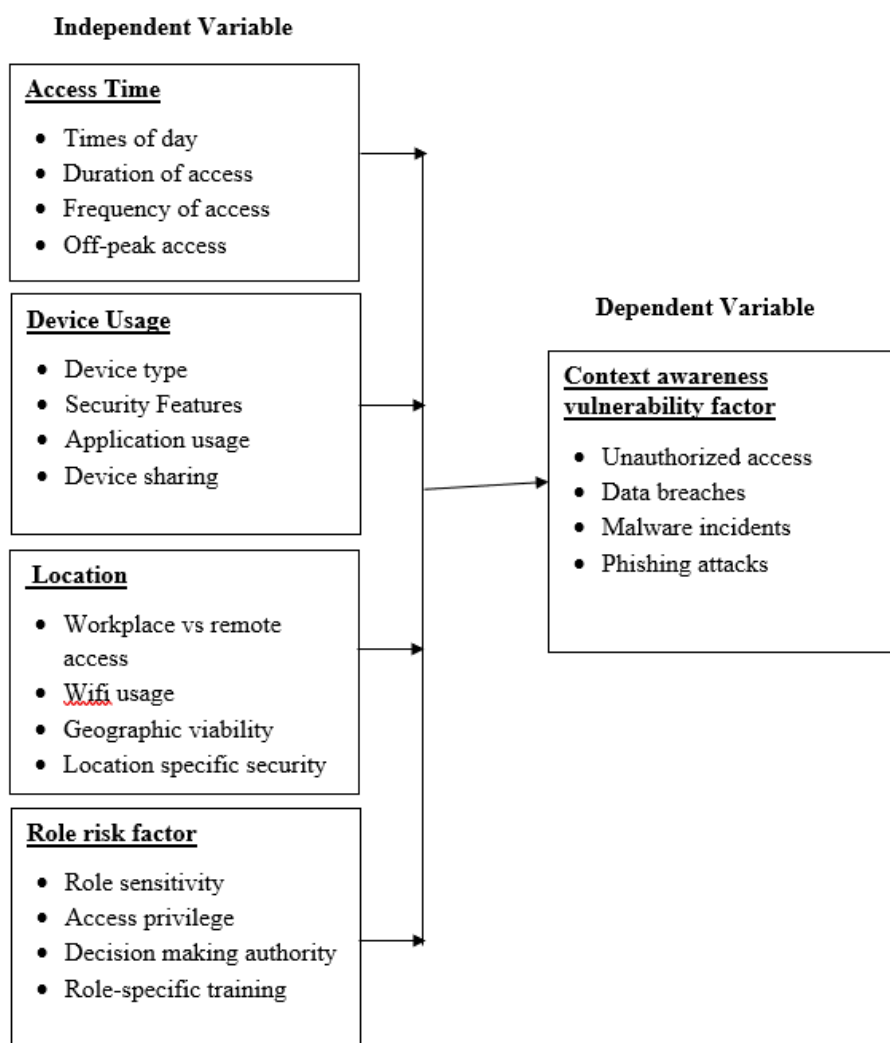 Independent Variable
Access Time
• Times of day
• Duration of access
• Frequency of access
• Off-peak access
Device Usage
• Device type
• Security Features
• Application usage
• Device sharing
Location
• Workplace vs remote
access
• Wifi usage
• Geographic viability
• Location specific security
Role risk factor
• Role sensitivity
• Access privilege
• Decision making authority
• Role-specific training
Dependent Variable
Context awareness
vulnerability factor
• Unauthorized access
• Data breaches
• Malware incidents
• Phishing attacks